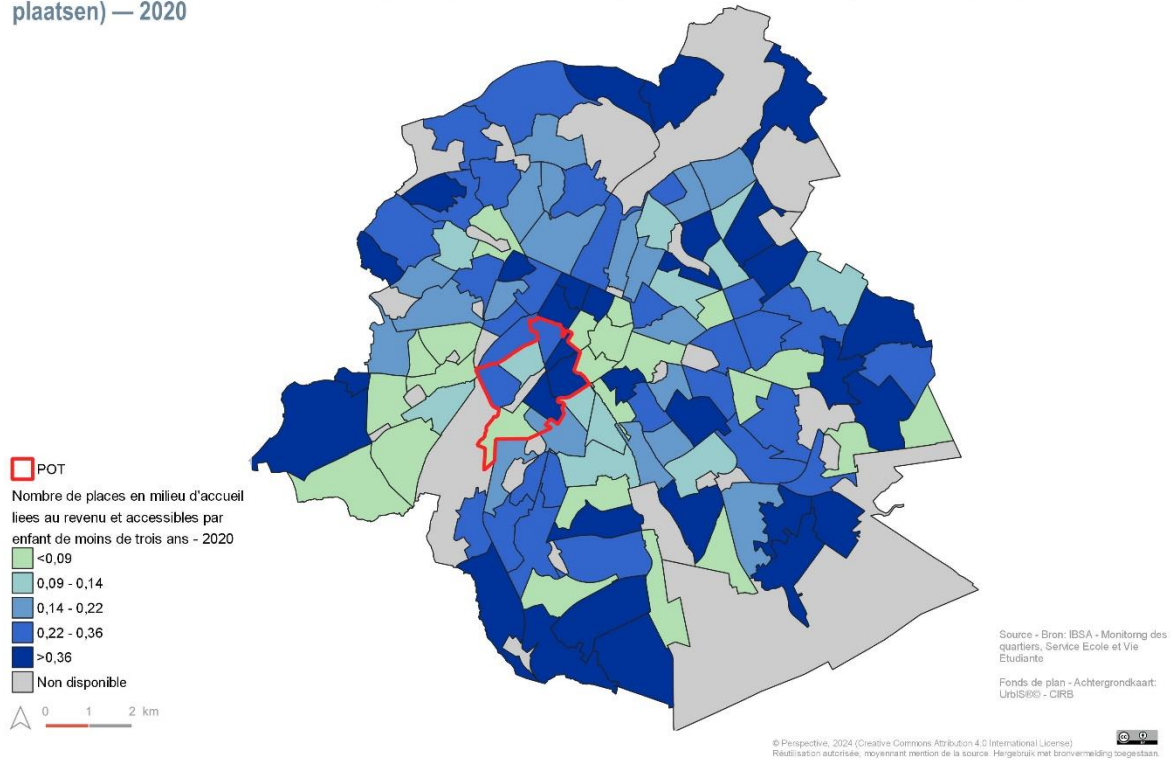 plaatsen) — 2020
POT
Nombre de places en milieu d'accueil
liees au revenu et accessibles par
enfant de moins de trois ans - 2020
<0,09
0,09 - 0,14
0,14 - 0,22
0,22 - 0,36
>0,36
Non disponible
0 1 2 km
Source - Bron: IBSA - Monitorng des
quartiers, Service Ecole et Vie
Etudiante
Fonds de plan - Achtergrondkaart:
UrbIS®© - CIRB
© Perspective, 2024 (Creative Commons Attribution 4.0 International License)
Réutilisation autorisée, moyennant mention de la source. Hergebruik met bronvermelding toegestaan.